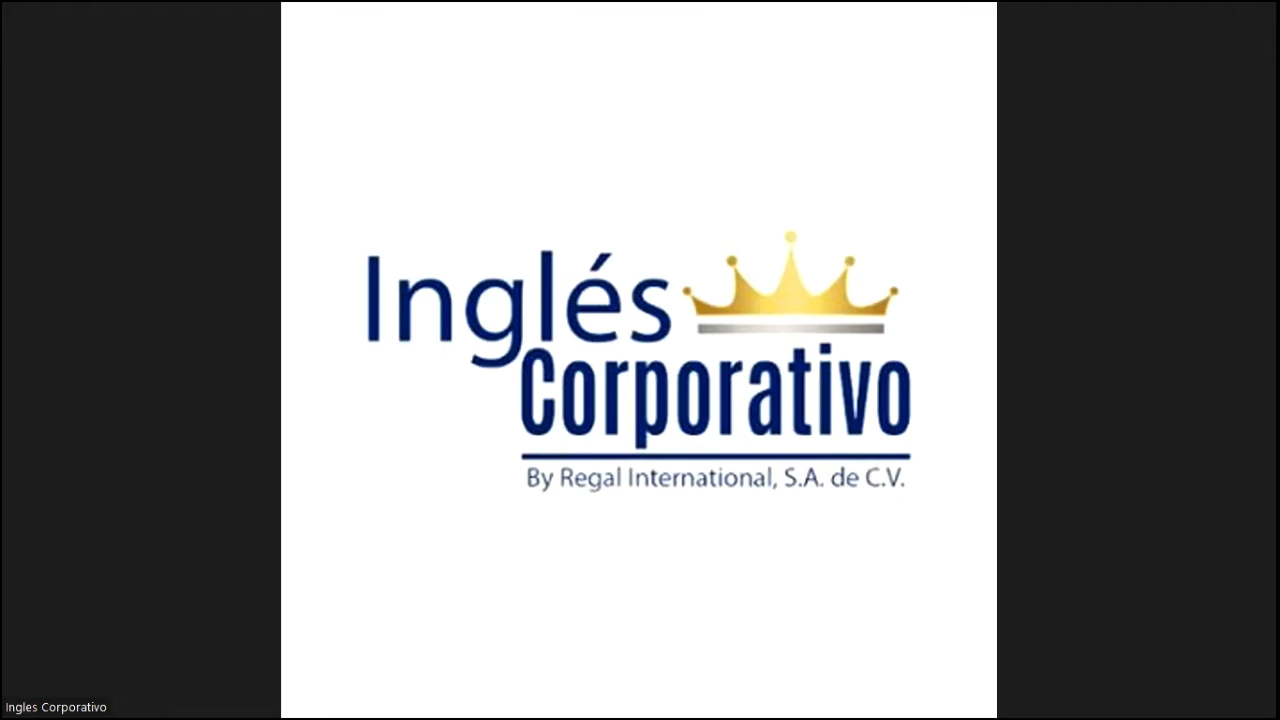 Inglés
Corporativo
By Regal International, S.A. de C.V.
Ingles Corporativo